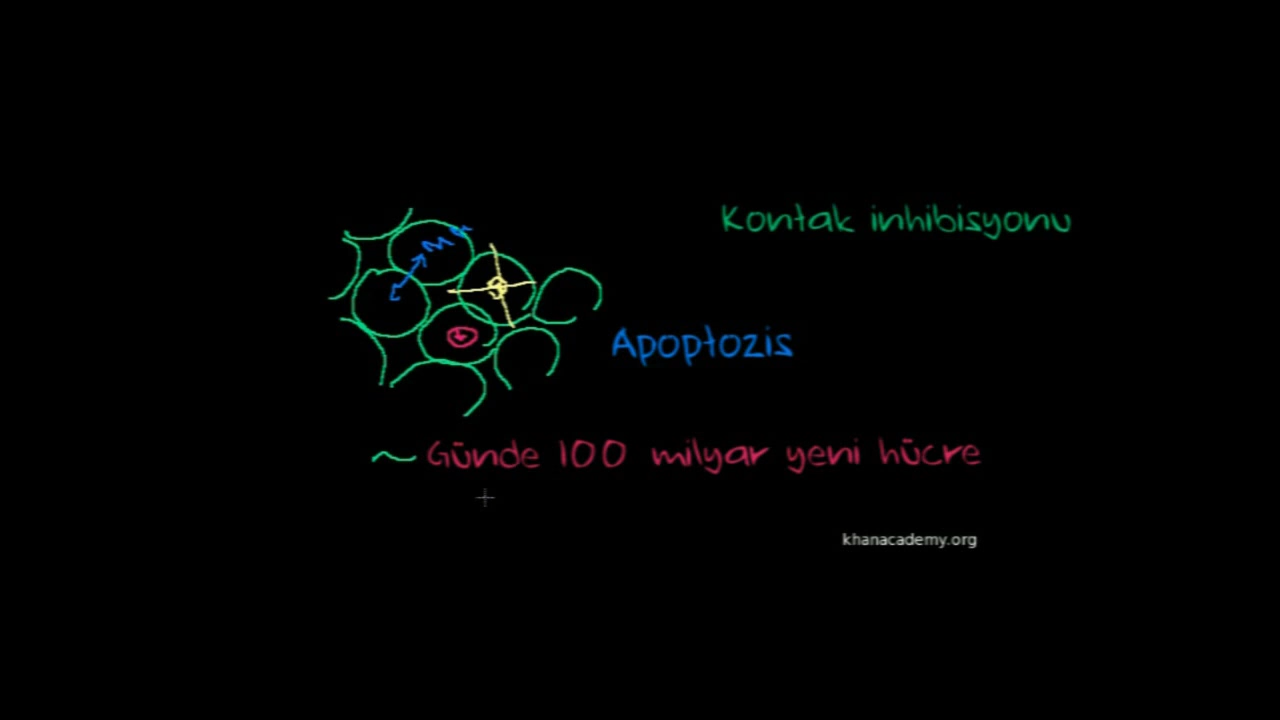 Kontak inhibisyonu
Apoptozis
~ Günde 100 milyar yeni hücre
khanacademy.org